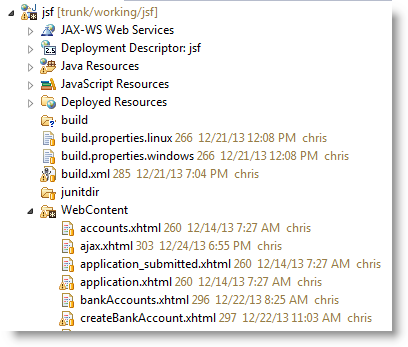 jsf [trunk/working/jsf]
JAX-WS Web Services
Deployment Descriptor: jsf
Java Resources
JavaScript Resources
Deployed Resources
build
build.properties.linux 266 12/21/13 12:08 PM chris
build.properties.windows 266 12/21/13 12:08 PM chris
build.xml 285 12/21/13 7:04 PM chris
junitdir
WebContent
accounts.xhtml 260 12/14/13 7:27 AM chris
ajax.xhtml 303 12/24/13 6:55 PM chris
application_submitted.xhtml 260 12/14/13 7:27 AM chris
application.xhtml 260 12/14/13 7:27 AM chris
bankAccounts.xhtml 296 12/22/13 8:25 AM chris
createBankAccount.xhtml 297 12/22/13 11:03 AM chris